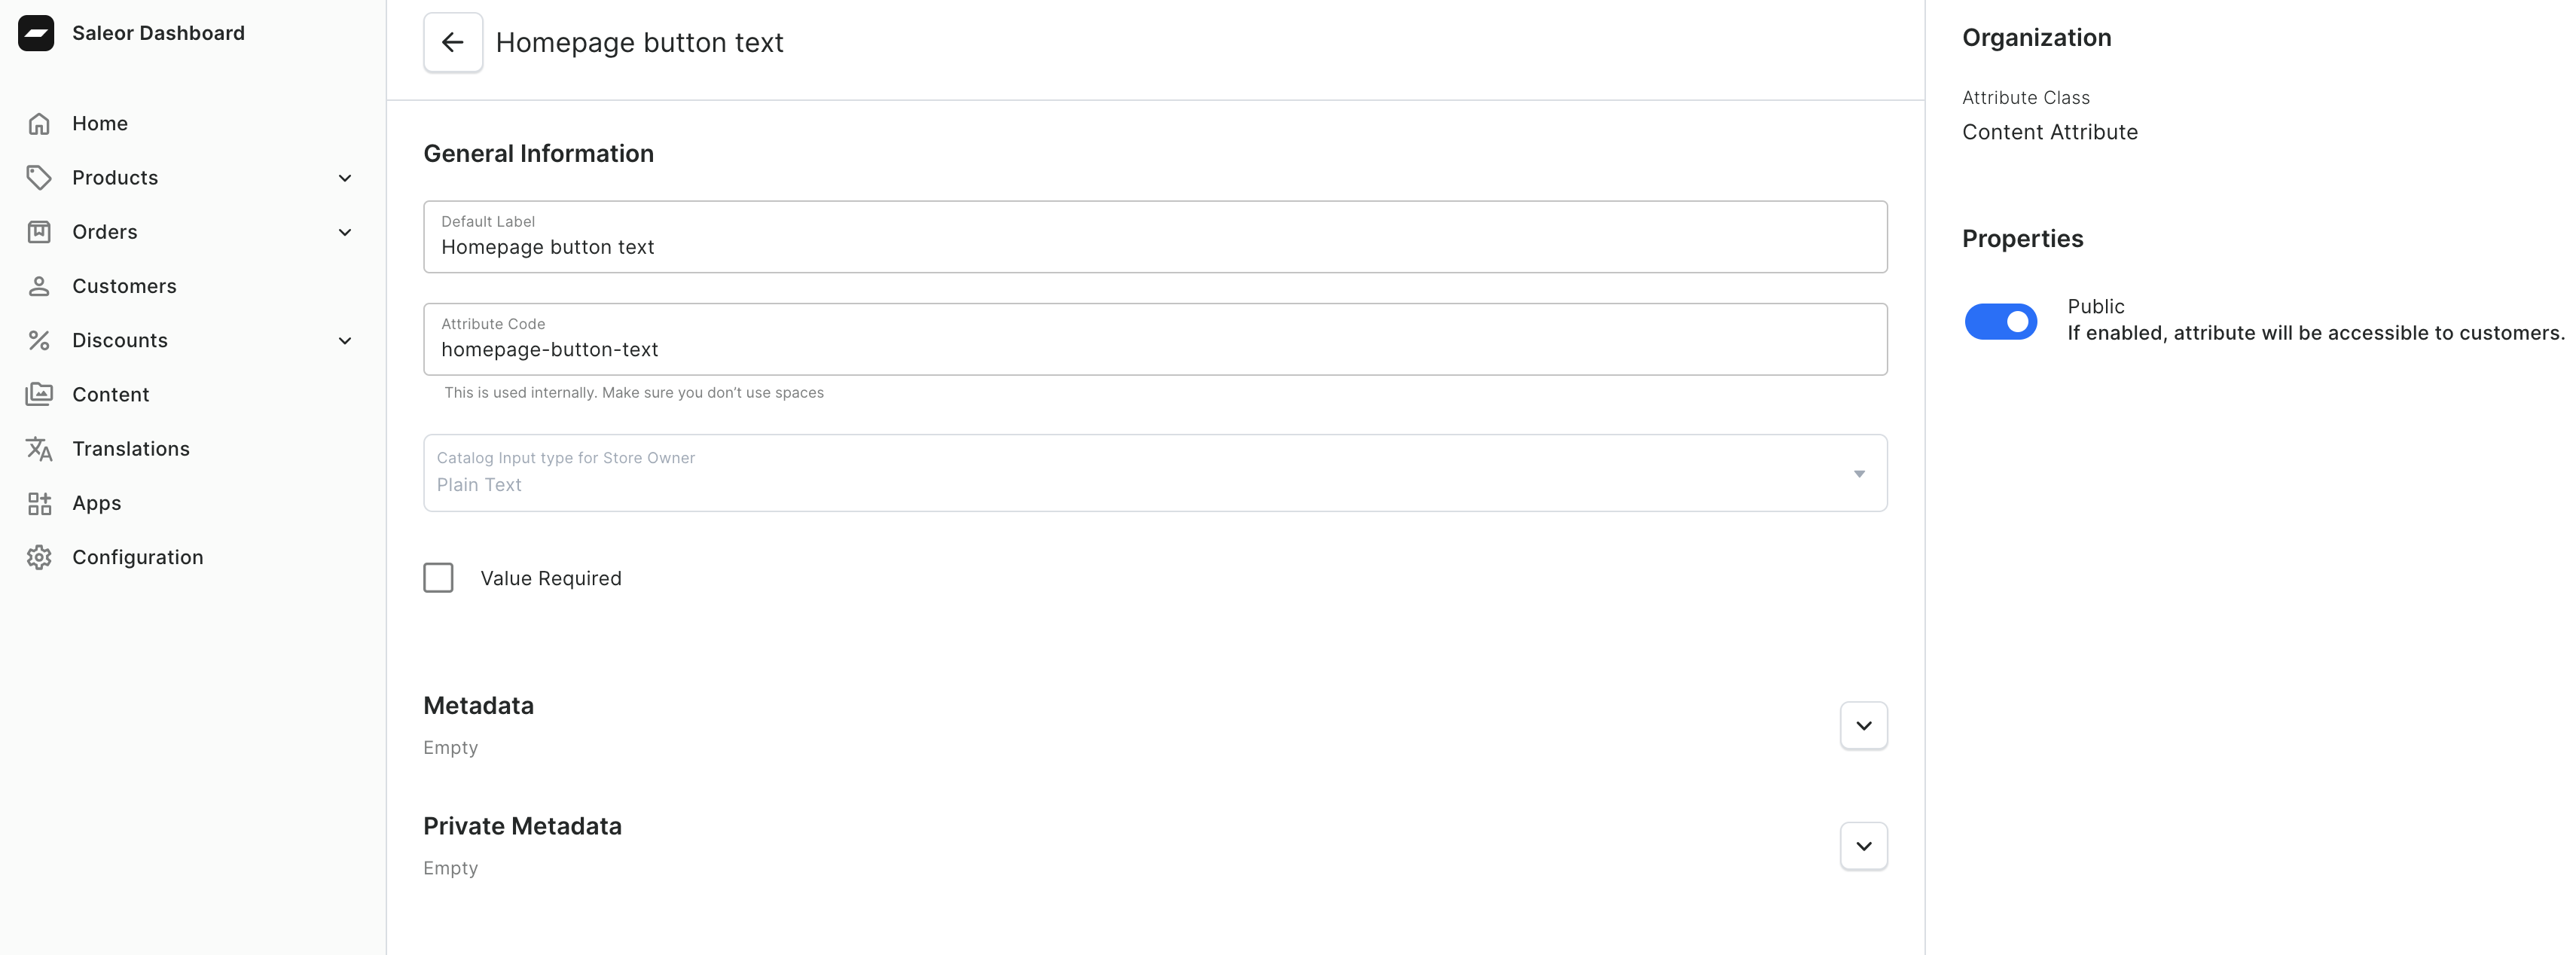 Saleor Dashboard
Home
Products
Orders
Customers
Discounts
Content
Translations
Apps
Configuration
Homepage button text
General Information
Default Label
Homepage button text
Attribute Code
homepage-button-text
This is used internally. Make sure you don’t use spaces
Catalog Input type for Store Owner
Plain Text
Value Required
Metadata
Empty
Private Metadata
Empty
Organization
Attribute Class
Content Attribute
Properties
Public
If enabled, attribute will be accessible to customers.